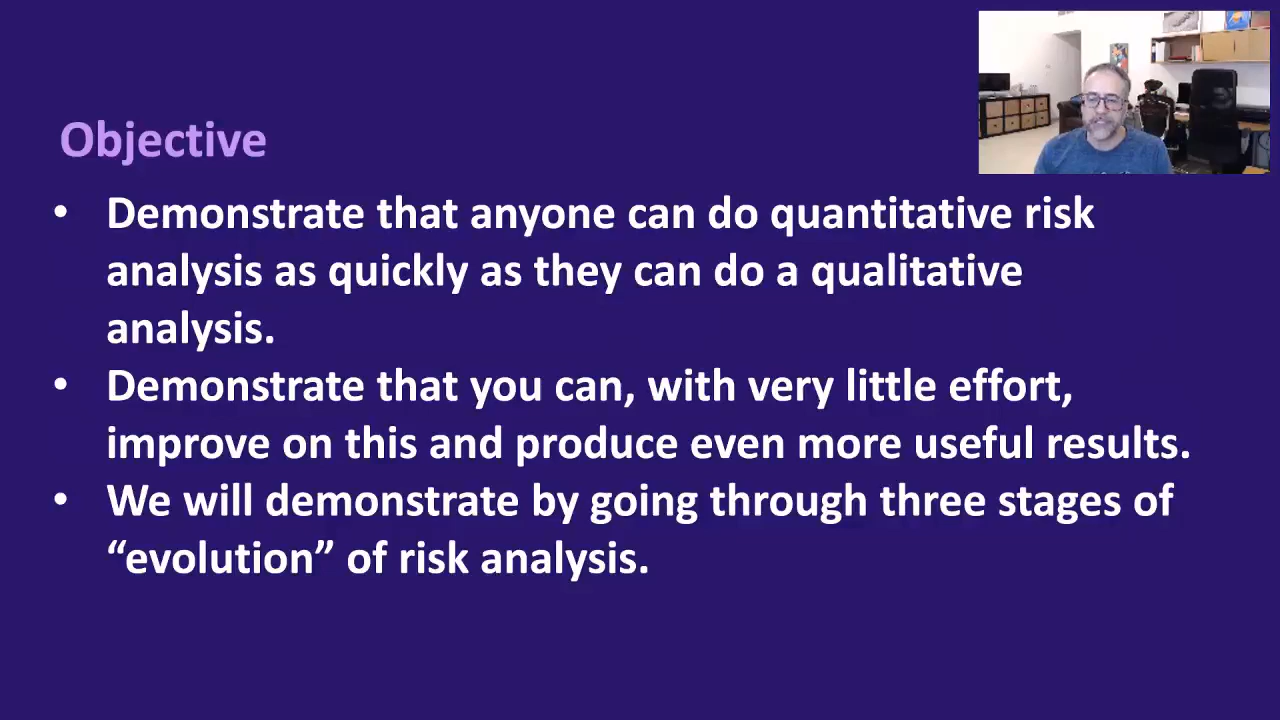 Objective
• Demonstrate that anyone can do quantitative risk
analysis as quickly as they can do a qualitative
analysis.
• Demonstrate that you can, with very little effort,
improve on this and produce even more useful results.
• We will demonstrate by going through three stages of
“evolution” of risk analysis.